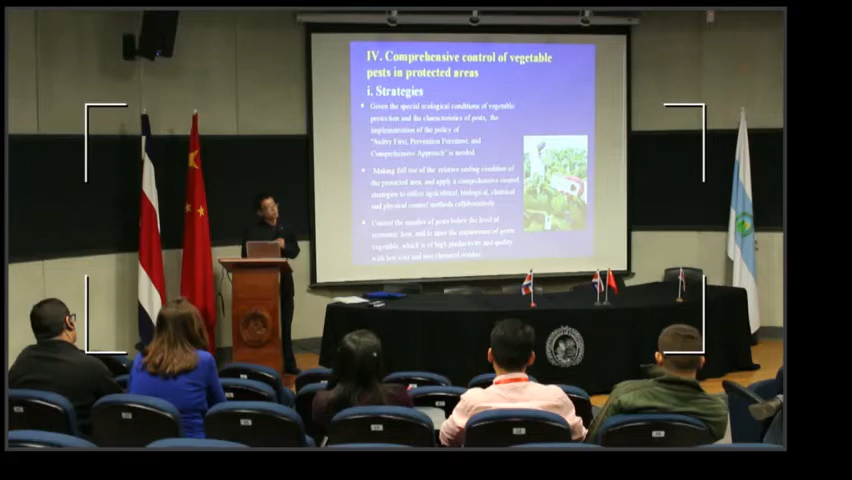 IV. Comprehensive control of vegetable
pests in protected areas
i. Strategies
Given the special ecological conditions of vegetable
protection and the characteristics of pests, the
implementation of the policy of
"Safety First, Prevention Foremost, and
Comprehensive Approach" is needed.
Making full use of the relative cooling condition of
the protected area, and apply a comprehensive control
strategies to utilize agricultural, biological, chemical
and physical control methods collaboratively
Control the number of pests below the level of
economic loss, and to meet the requirement of green
vegetable, which is of high productivity and quality
with low cost and non chemical residue.